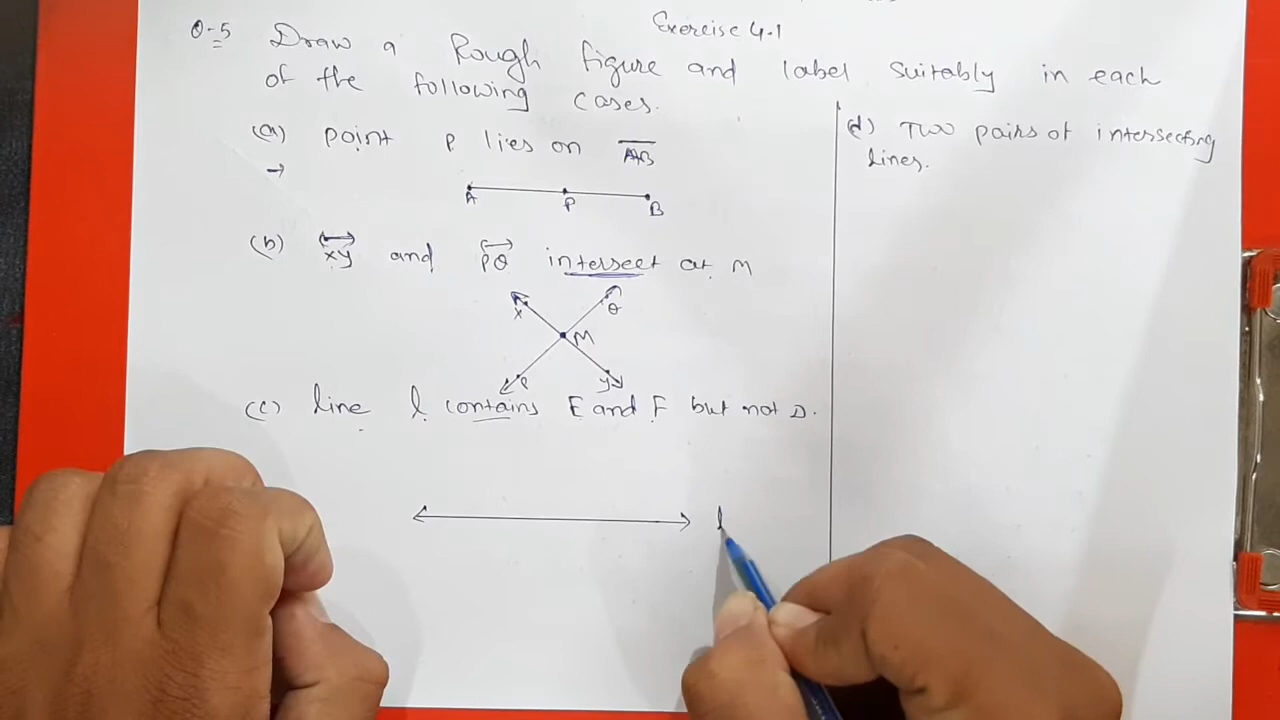 Exercise 4.1
Q-5 Draw a Rough figure and label suitably in each
of the following cases.
(a) point P lies on AB
→
A P B
(b) xy and PQ intersect at M
x Q
M
P y
(c) line l contains E and F but not D.
l
(d) Two pairs of intersecting
lines.